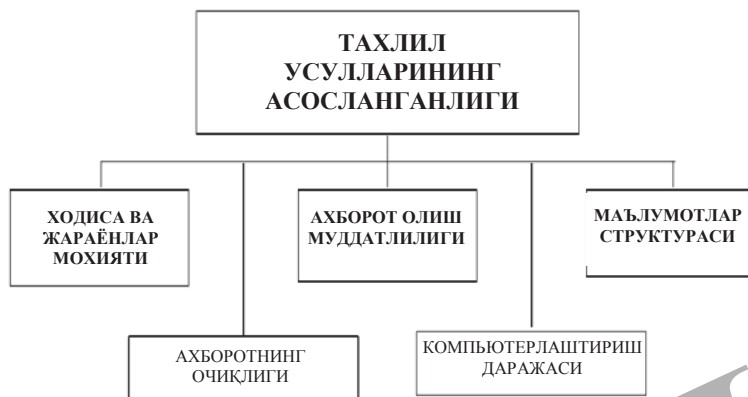 ТАХЛИЛ
УСУЛЛАРИНИНГ
АСОСЛАНГАНЛИГИ
ХОДИСА ВА
ЖАРАЁНЛАР
МОХИЯТИ
АХБОРОТ ОЛИШ
МУДДАТЛИЛИГИ
МАЪЛУМОТЛАР
СТРУКТУРАСИ
АХБОРОТНИНГ
ОЧИҚЛИГИ
КОМПЬЮТЕРЛАШТИРИШ
ДАРАЖАСИ